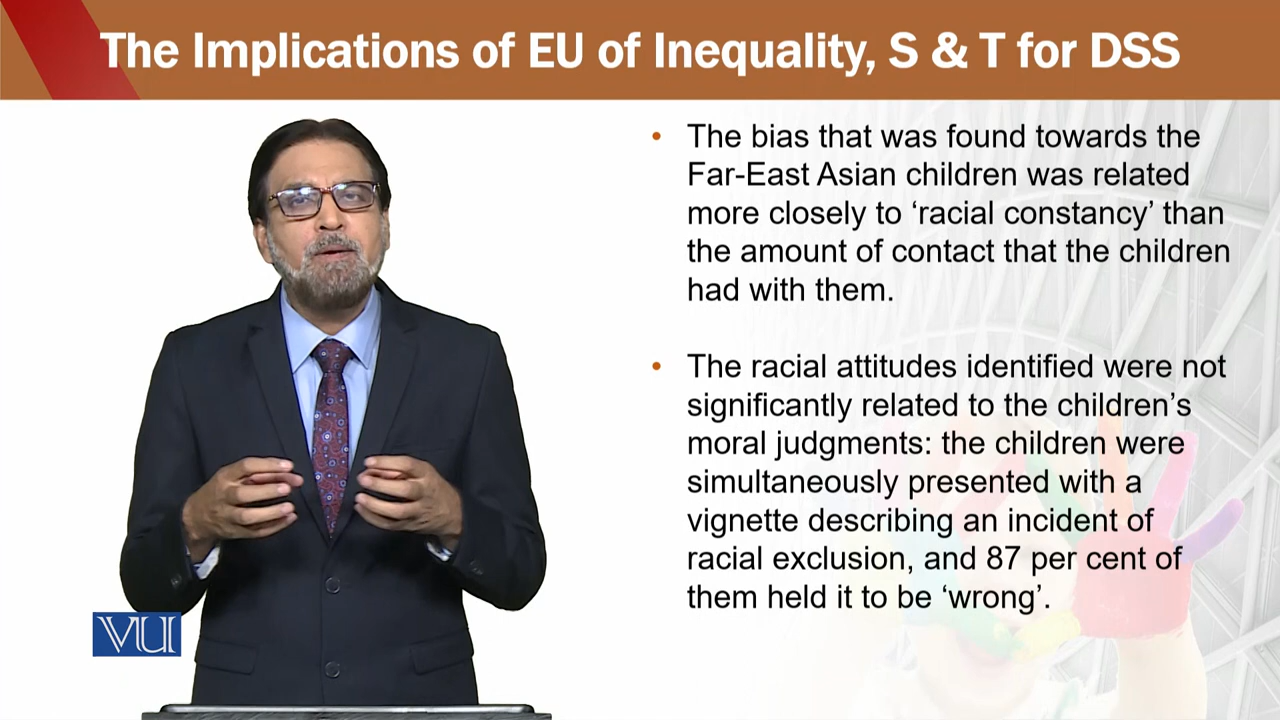 The Implications of EU of Inequality, S & T for DSS
• The bias that was found towards the
Far-East Asian children was related
more closely to ‘racial constancy’ than
the amount of contact that the children
had with them.
• The racial attitudes identified were not
significantly related to the children’s
moral judgments: the children were
simultaneously presented with a
vignette describing an incident of
racial exclusion, and 87 per cent of
them held it to be ‘wrong’.
VU